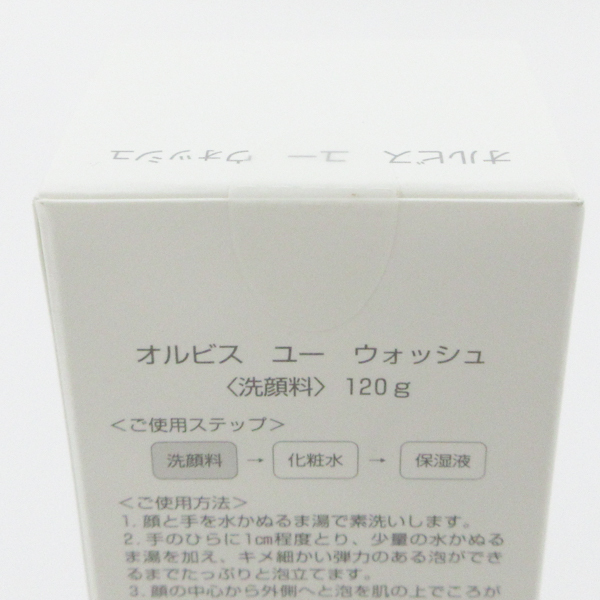 オルビス ユー ウォッシュ
オルビス ユー ウォッシュ
〈洗顔料〉 120g
＜ご使用ステップ＞
洗顔料 → 化粧水 → 保湿液
＜ご使用方法＞
1. 顔と手を水かぬるま湯で素洗いします。
2. 手のひらに1㎝程度とり、少量の水かぬる
ま湯を加え、キメ細かい弾力のある泡ができ
るまでたっぷりと泡立てます。
3. 顔の中心から外側へと泡を肌の上でころが